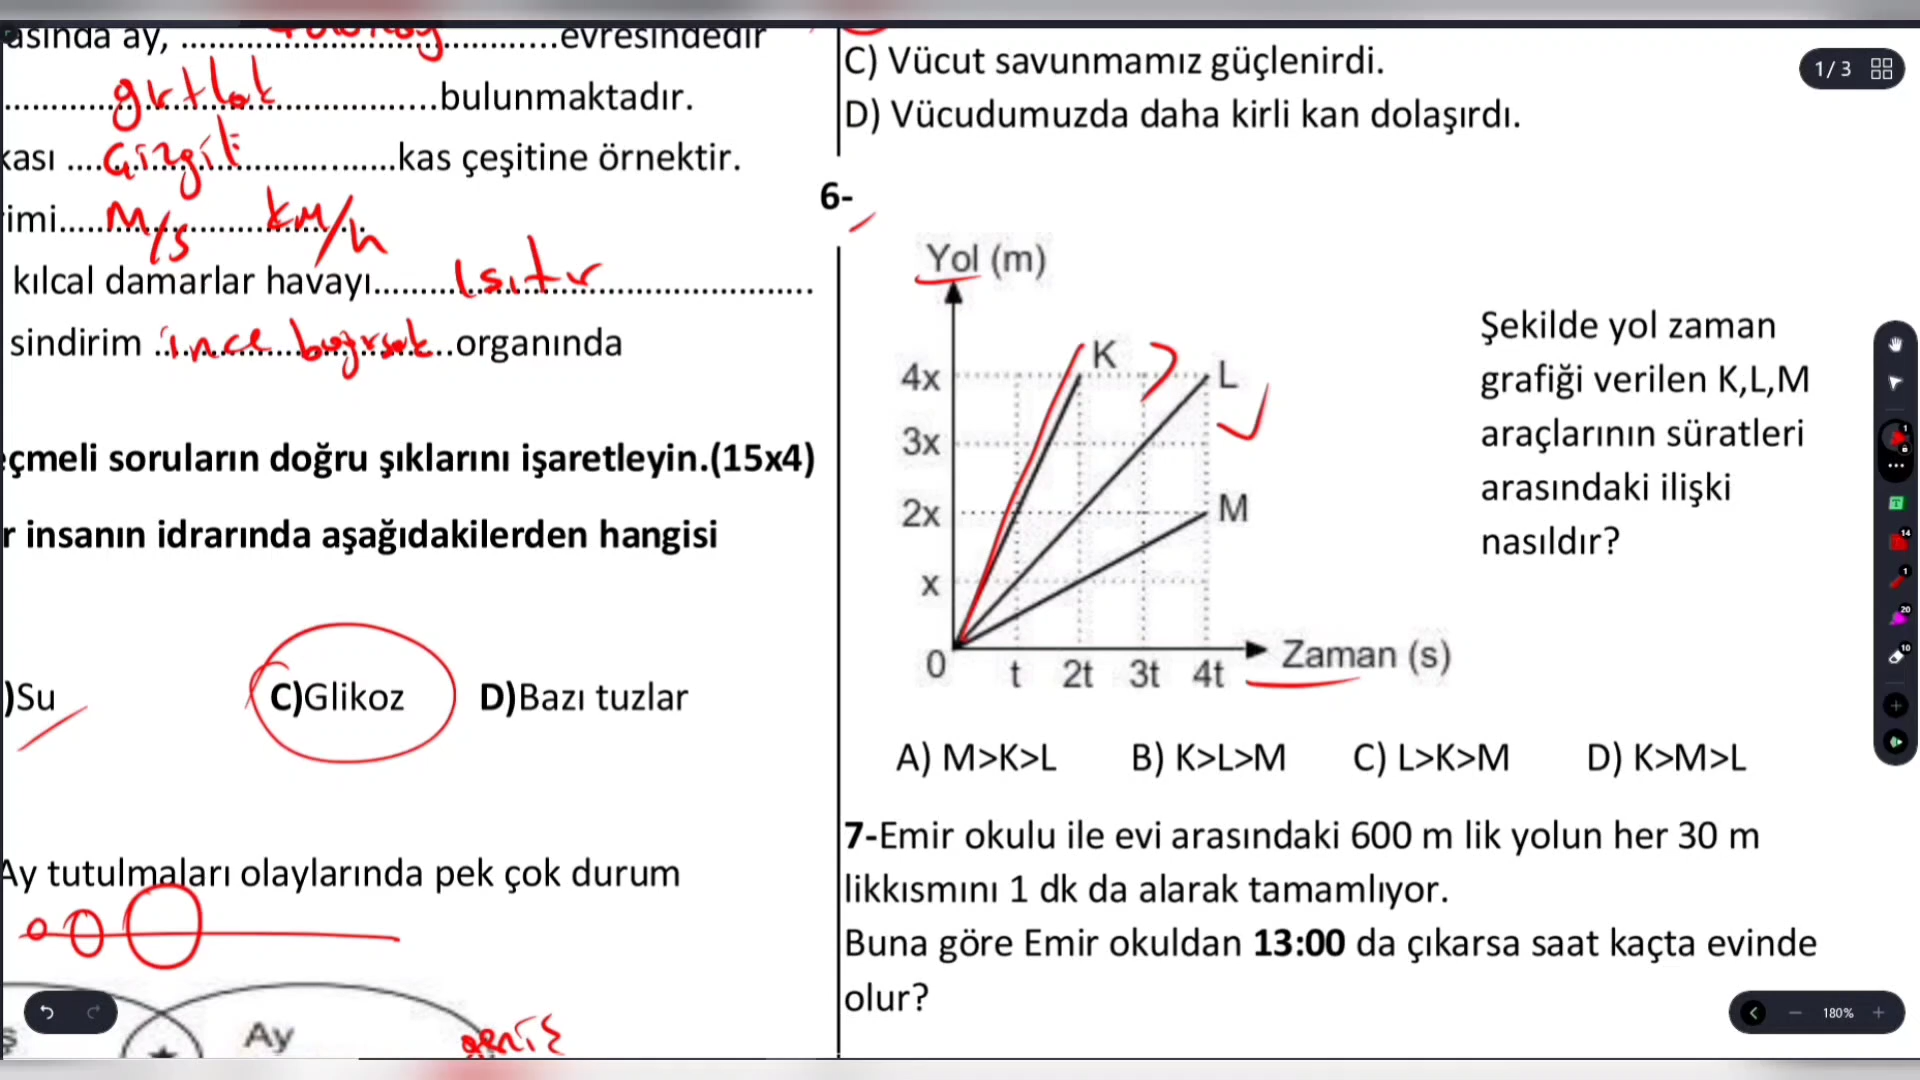 asında ay, ..........................................evresindedir
................gırtlak..................bulunmaktadır.
kası ....çizgili.................kas çeşitine örnektir.
imi.....M/s............ km/h
kılcal damarlar havayı.........ısıtır........................
sindirim ..ince bağırsak...organında
eçmeli soruların doğru şıklarını işaretleyin.(15x4)
r insanın idrarında aşağıdakilerden hangisi
)Su C)Glikoz D)Bazı tuzlar
Ay tutulmaları olaylarında pek çok durum
Ay
geniş
C) Vücut savunmamız güçlenirdi.
D) Vücudumuzda daha kirli kan dolaşırdı.
6-
Yol (m)
4x
3x
2x
x
0
K
L
M
t 2t 3t 4t
Zaman (s)
Şekilde yol zaman
grafiği verilen K,L,M
araçlarının süratleri
arasındaki ilişki
nasıldır?
A) M>K>L B) K>L>M C) L>K>M D) K>M>L
7-Emir okulu ile evi arasındaki 600 m lik yolun her 30 m
likkısmını 1 dk da alarak tamamlıyor.
Buna göre Emir okuldan 13:00 da çıkarsa saat kaçta evinde
olur?
1/3
180%